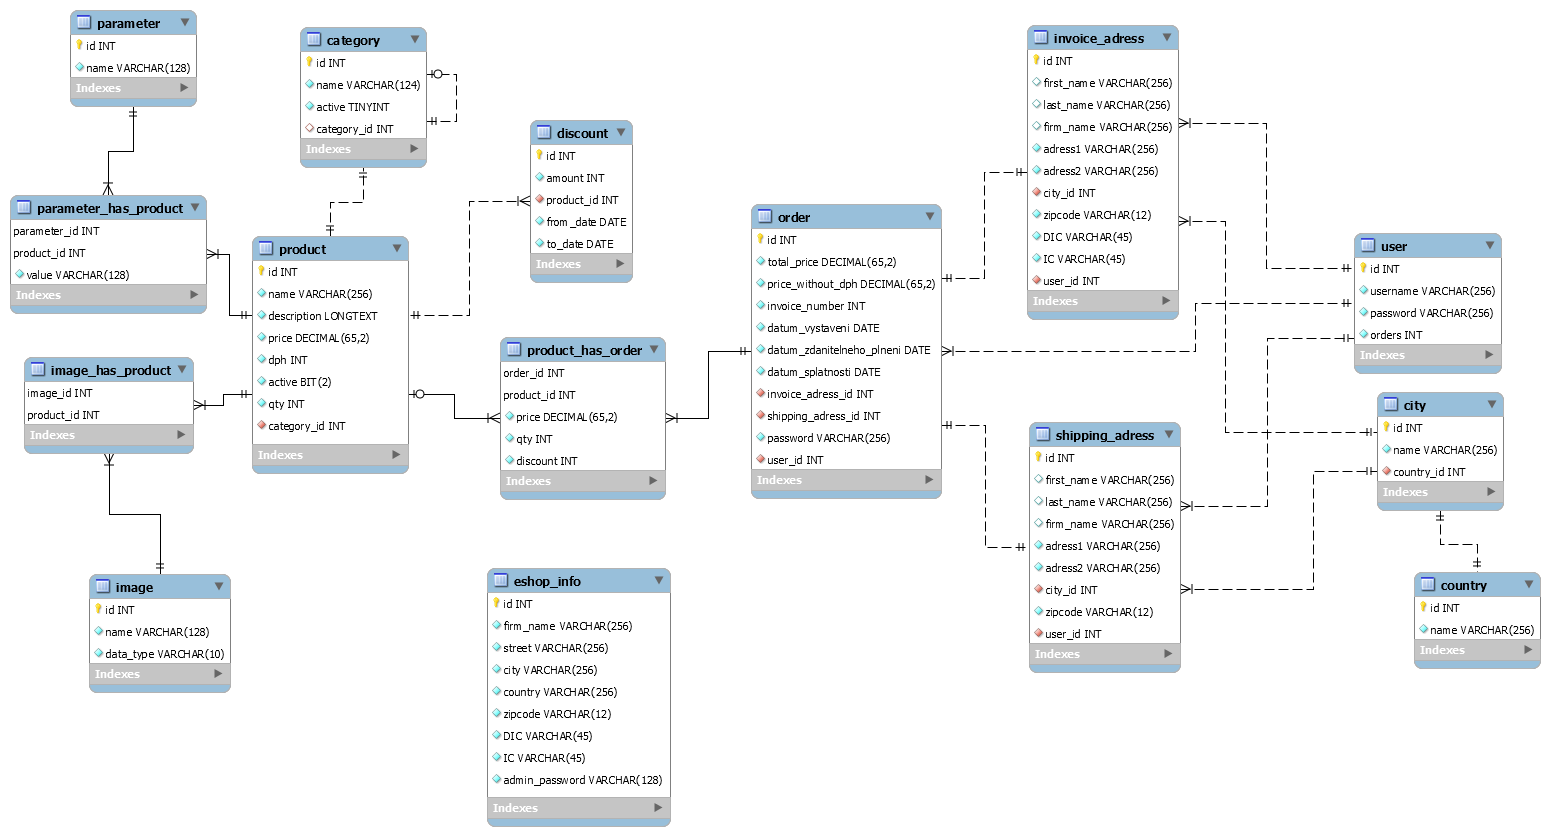 parameter
id INT
name VARCHAR(128)
Indexes
category
id INT
name VARCHAR(124)
active TINYINT
category_id INT
Indexes
discount
id INT
amount INT
product_id INT
from_date DATE
to_date DATE
Indexes
parameter_has_product
parameter_id INT
product_id INT
value VARCHAR(128)
Indexes
product
id INT
name VARCHAR(256)
description LONGTEXT
price DECIMAL(65,2)
dph INT
active BIT(2)
qty INT
category_id INT
Indexes
image_has_product
image_id INT
product_id INT
Indexes
image
id INT
name VARCHAR(128)
data_type VARCHAR(10)
Indexes
product_has_order
order_id INT
product_id INT
price DECIMAL(65,2)
qty INT
discount INT
Indexes
eshop_info
id INT
firm_name VARCHAR(256)
street VARCHAR(256)
city VARCHAR(256)
country VARCHAR(256)
zipcode VARCHAR(12)
DIC VARCHAR(45)
IC VARCHAR(45)
admin_password VARCHAR(128)
Indexes
order
id INT
total_price DECIMAL(65,2)
price_without_dph DECIMAL(65,2)
invoice_number INT
datum_vystaveni DATE
datum_zdanitelneho_plneni DATE
datum_splatnosti DATE
invoice_adress_id INT
shipping_adress_id INT
password VARCHAR(256)
user_id INT
Indexes
invoice_adress
id INT
first_name VARCHAR(256)
last_name VARCHAR(256)
firm_name VARCHAR(256)
adress1 VARCHAR(256)
adress2 VARCHAR(256)
city_id INT
zipcode VARCHAR(12)
DIC VARCHAR(45)
IC VARCHAR(45)
user_id INT
Indexes
shipping_adress
id INT
first_name VARCHAR(256)
last_name VARCHAR(256)
firm_name VARCHAR(256)
adress1 VARCHAR(256)
adress2 VARCHAR(256)
city_id INT
zipcode VARCHAR(12)
user_id INT
Indexes
user
id INT
username VARCHAR(256)
password VARCHAR(256)
orders INT
Indexes
city
id INT
name VARCHAR(256)
country_id INT
Indexes
country
id INT
name VARCHAR(256)
Indexes